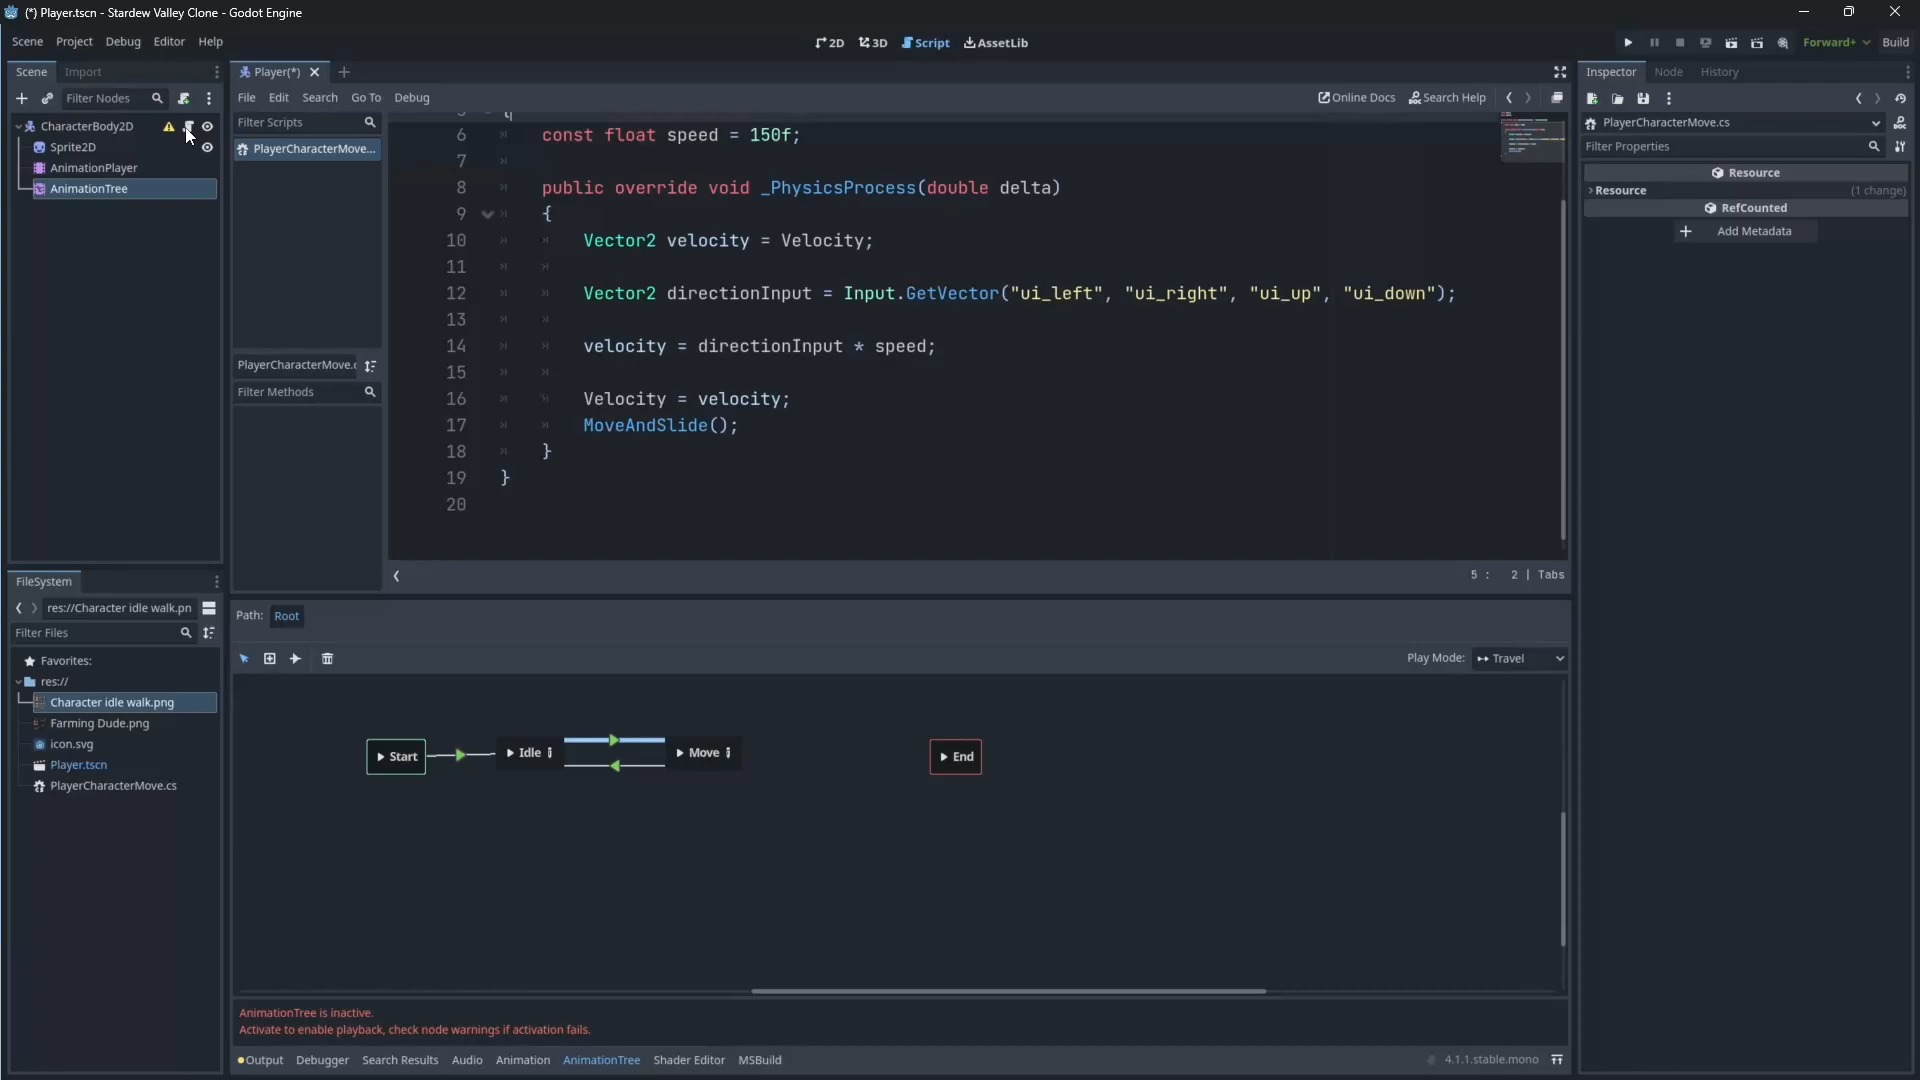 (*) Player.tscn - Stardew Valley Clone - Godot Engine
Scene Project Debug Editor Help
2D 3D Script AssetLib
Forward+ Build
Scene Import
Filter Nodes
CharacterBody2D
Sprite2D
AnimationPlayer
AnimationTree
Player(*)
File Edit Search Go To Debug
Online Docs Search Help
Filter Scripts
PlayerCharacterMove...
PlayerCharacterMove.c
Filter Methods
6 const float speed = 150f;
7
8 public override void _PhysicsProcess(double delta)
9 {
10 Vector2 velocity = Velocity;
11
12 Vector2 directionInput = Input.GetVector("ui_left", "ui_right", "ui_up", "ui_down");
13
14 velocity = directionInput * speed;
15
16 Velocity = velocity;
17 MoveAndSlide();
18 }
19 }
20
5 : 2 | Tabs
Inspector Node History
PlayerCharacterMove.cs
Filter Properties
Resource
Resource (1 change)
RefCounted
Add Metadata
FileSystem
res://Character idle walk.pn
Filter Files
Favorites:
res://
Character idle walk.png
Farming Dude.png
icon.svg
Player.tscn
PlayerCharacterMove.cs
Path: Root
Play Mode: Travel
Start Idle Move End
AnimationTree is inactive.
Activate to enable playback, check node warnings if activation fails.
Output Debugger Search Results Audio Animation AnimationTree Shader Editor MSBuild
4.1.1.stable.mono